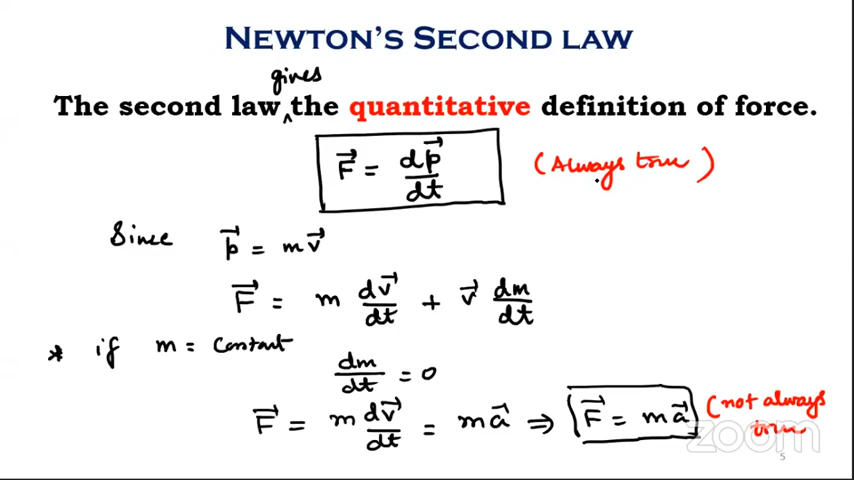 NEWTON'S SECOND LAW
gives
The second law ^ the quantitative definition of force.
F⃗ = dp⃗/dt (Always true)
Since p⃗ = mv⃗
F⃗ = m dv⃗/dt + v⃗ dm/dt
* if m = constant
dm/dt = 0
F⃗ = m dv⃗/dt = ma⃗ ⇒ F⃗ = ma⃗ (not always true
zoom
5